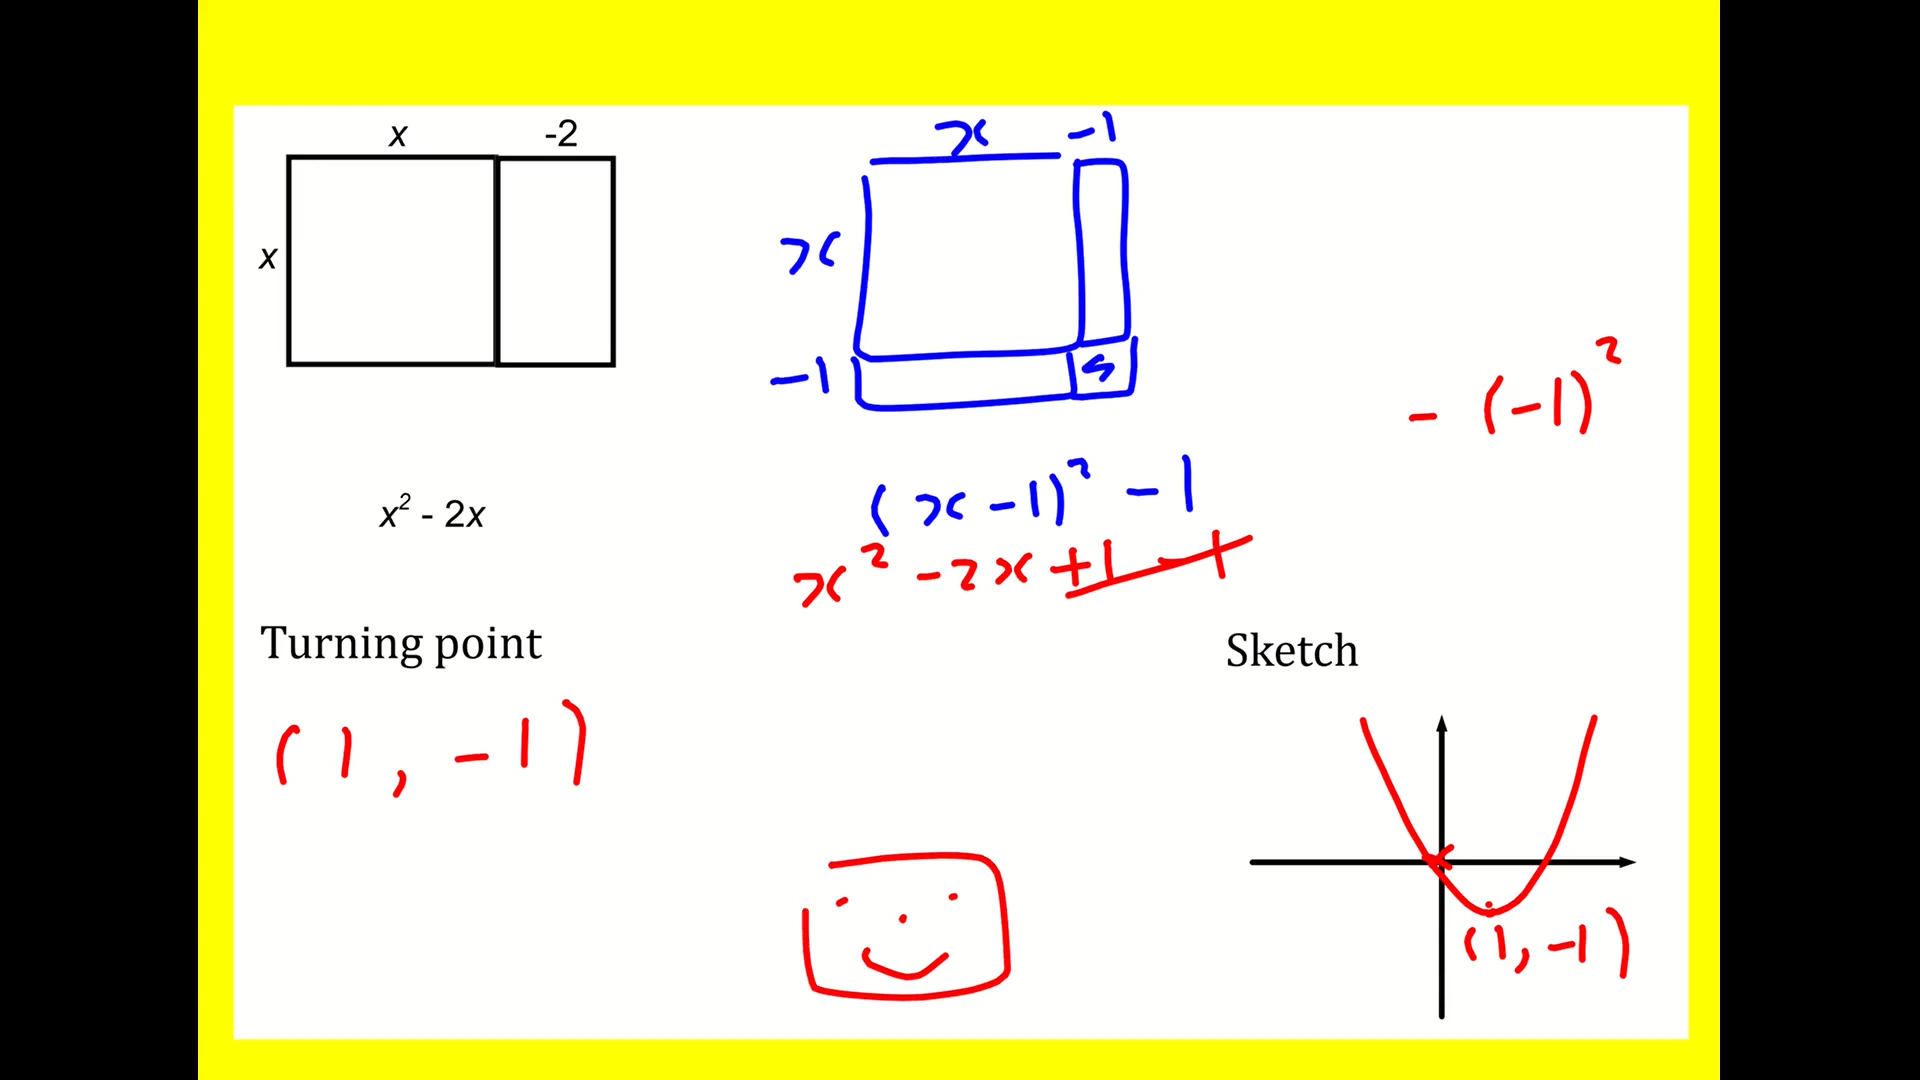 x -2
x
x² - 2x
x -1
x
-1
(x -1)² -1
x² -2x +1 -1
- (-1)²
Turning point
(1, -1)
Sketch
(1, -1)